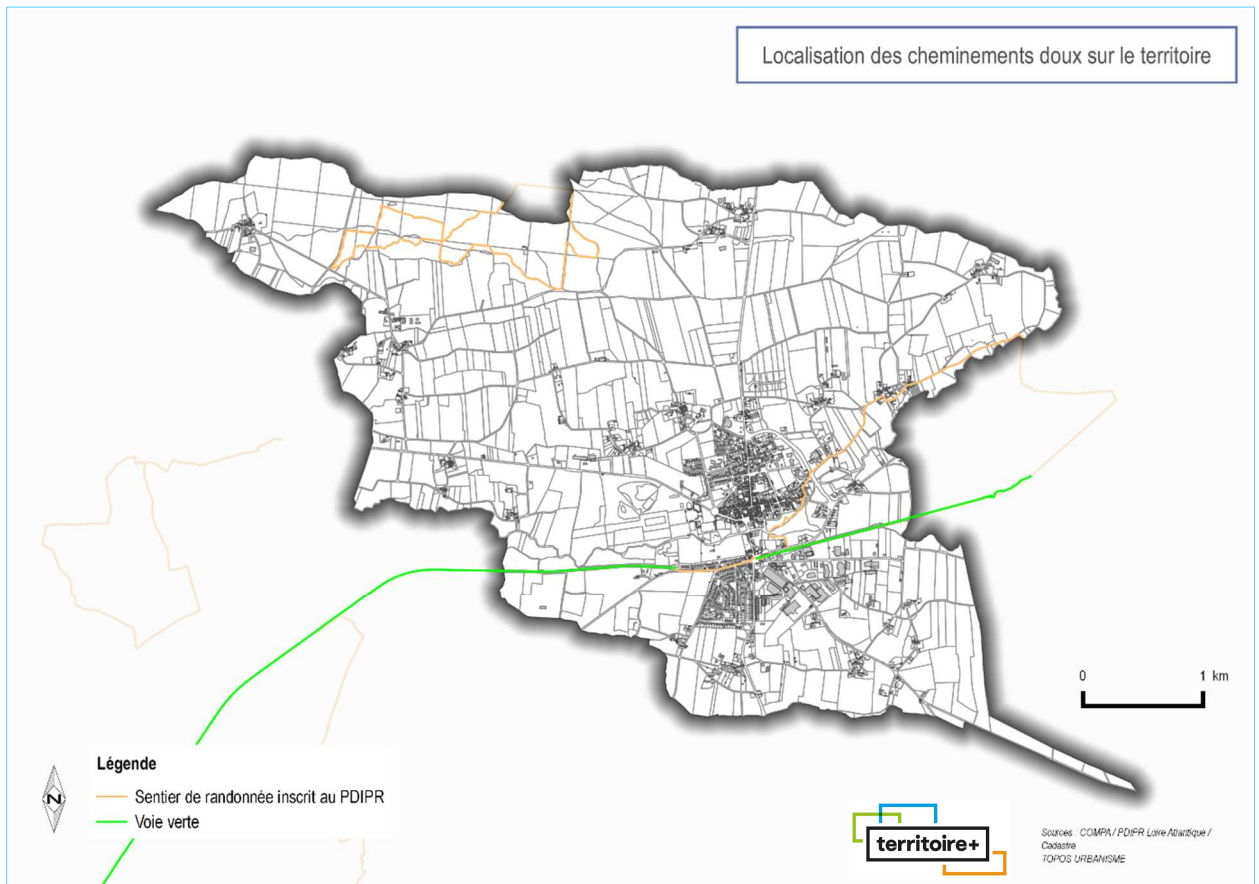 Localisation des cheminements doux sur le territoire
0 1 km
Légende
Sentier de randonnée inscrit au PDIPR
Voie verte
N
territoire+
Sources : COMPA / PDIPR Loire Atlantique /
Cadastre
TOPOS URBANISME